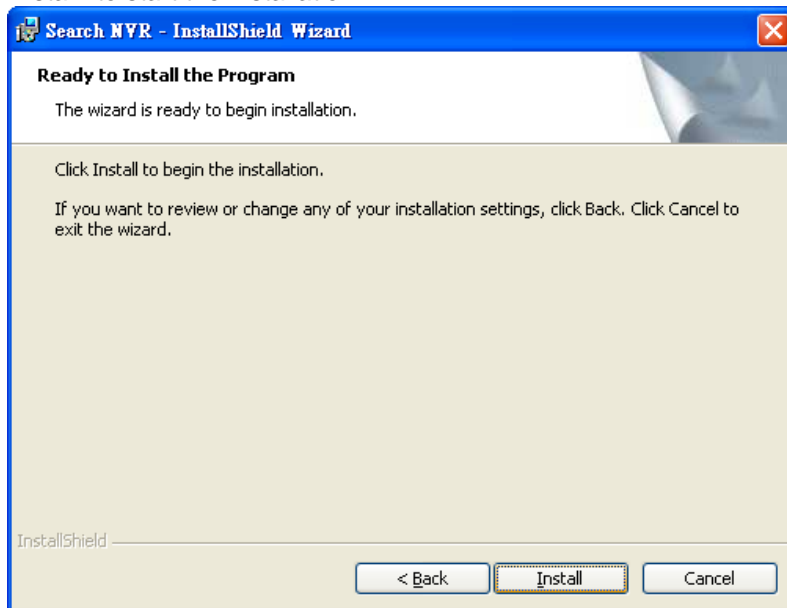 Search NVR - InstallShield Wizard
Ready to Install the Program
The wizard is ready to begin installation.
Click Install to begin the installation.
If you want to review or change any of your installation settings, click Back. Click Cancel to
exit the wizard.
InstallShield
< Back Install Cancel